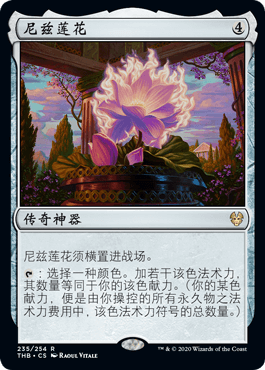 尼兹莲花 4
传奇神器
尼兹莲花须横置进战场。
：选择一种颜色。加若干该色法术力，
其数量等同于你对该色的献力。（你的某色
献力，便是由你操控的所有永久物之法
术力费用中，该色法术力符号的总数量。）
235/254 R
THB • CS RAOUL VITALE
™ & © 2020 Wizards of the Coast